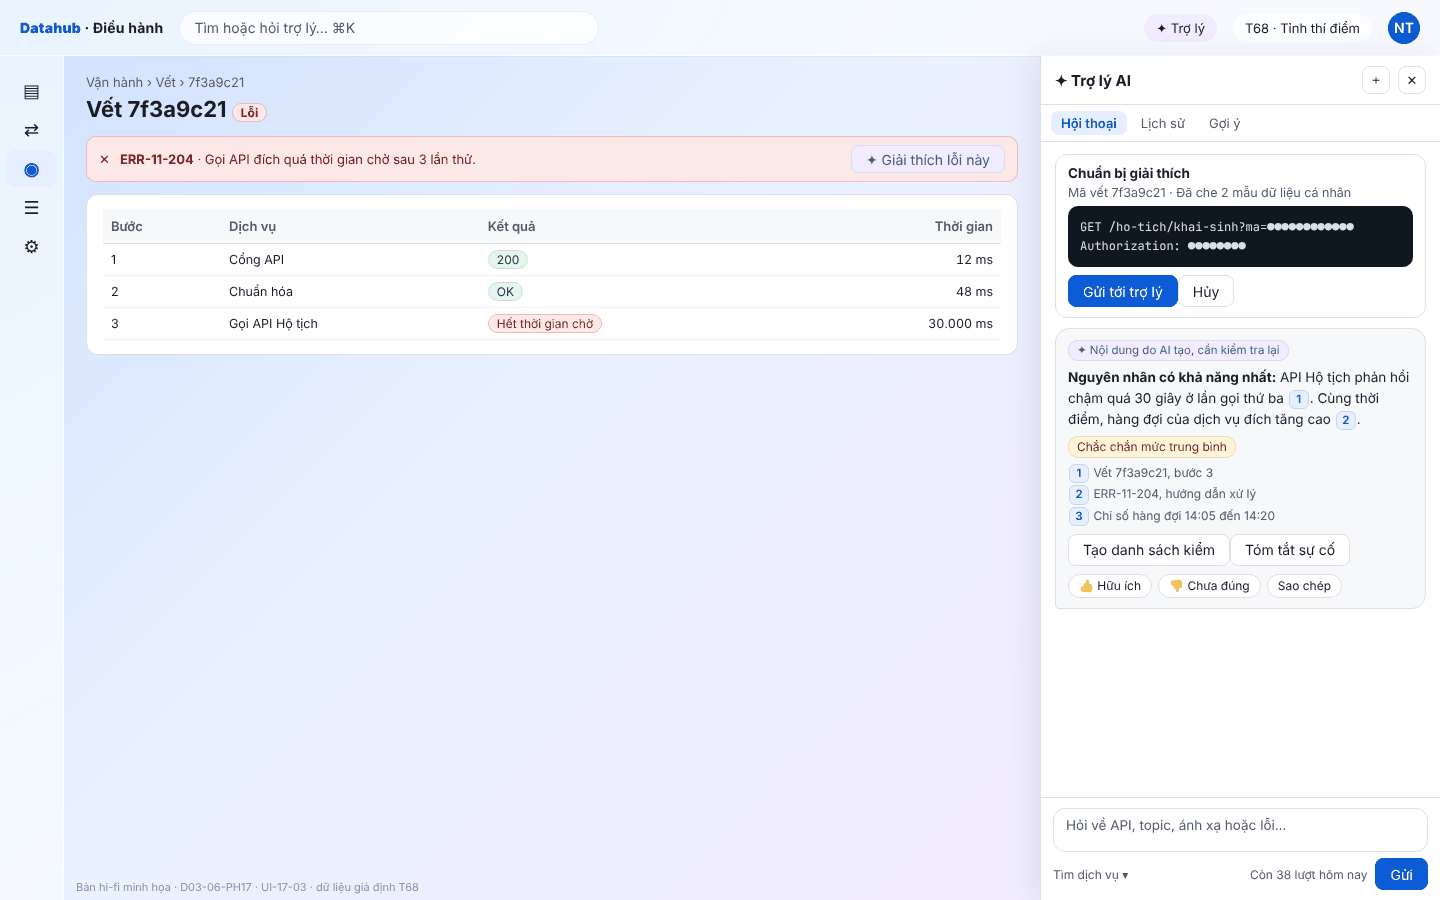 Datahub · Điều hành
Tìm hoặc hỏi trợ lý... ⌘K
✦ Trợ lý
T68 · Tỉnh thí điểm
NT
Vận hành › Vết › 7f3a9c21
Vết 7f3a9c21 Lỗi
✕ ERR-11-204 · Gọi API đích quá thời gian chờ sau 3 lần thử.
✦ Giải thích lỗi này
Bước Dịch vụ Kết quả Thời gian
1 Cổng API 200 12 ms
2 Chuẩn hóa OK 48 ms
3 Gọi API Hộ tịch Hết thời gian chờ 30.000 ms
Bản hi-fi minh họa · D03-06-PH17 · UI-17-03 · dữ liệu giả định T68
✦ Trợ lý AI
+ ✕
Hội thoại Lịch sử Gợi ý
Chuẩn bị giải thích
Mã vết 7f3a9c21 · Đã che 2 mẫu dữ liệu cá nhân
GET /ho-tich/khai-sinh?ma=●●●●●●●●●●●●
Authorization: ●●●●●●●●
Gửi tới trợ lý Hủy
✦ Nội dung do AI tạo, cần kiểm tra lại
Nguyên nhân có khả năng nhất: API Hộ tịch phản hồi
chậm quá 30 giây ở lần gọi thứ ba 1. Cùng thời
điểm, hàng đợi của dịch vụ đích tăng cao 2.
Chắc chắn mức trung bình
1 Vết 7f3a9c21, bước 3
2 ERR-11-204, hướng dẫn xử lý
3 Chỉ số hàng đợi 14:05 đến 14:20
Tạo danh sách kiểm Tóm tắt sự cố
👍 Hữu ích 👎 Chưa đúng Sao chép
Hỏi về API, topic, ánh xạ hoặc lỗi...
Tìm dịch vụ ▾ Còn 38 lượt hôm nay Gửi